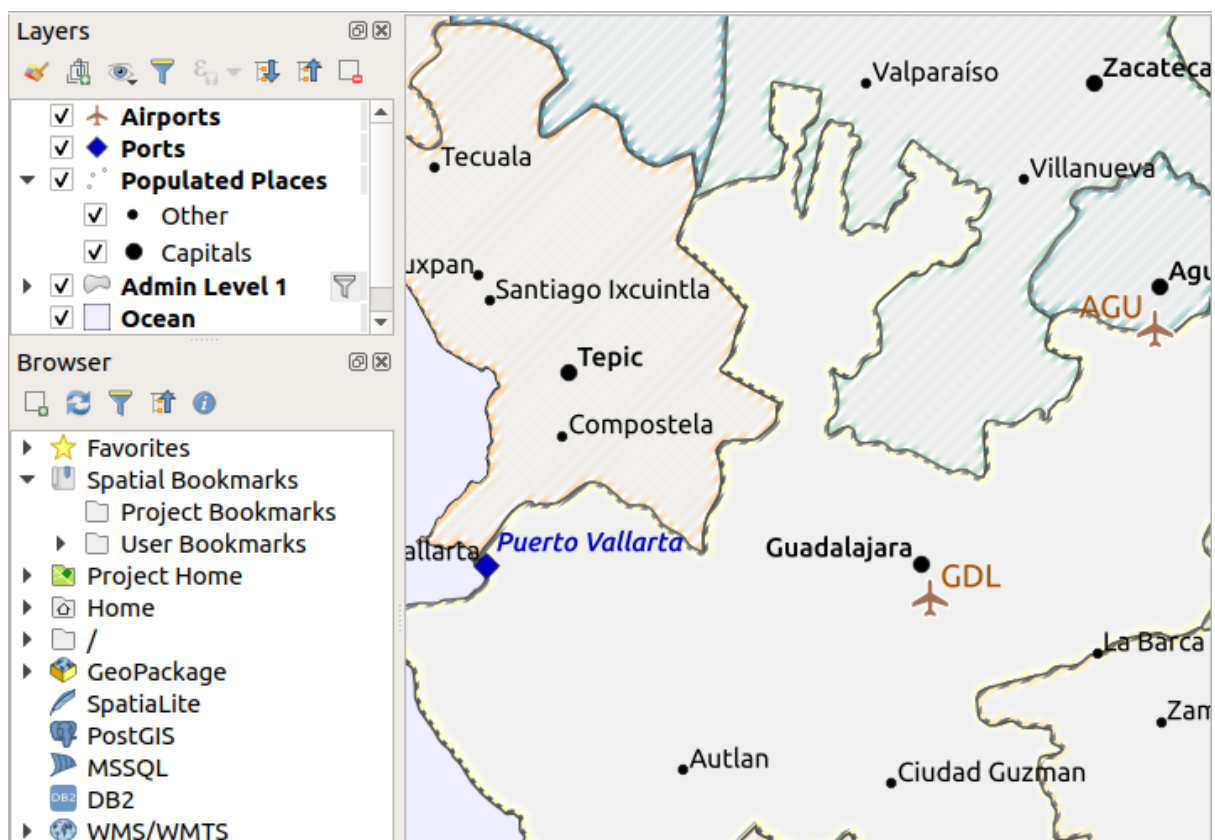 Layers
Airports
Ports
Populated Places
Other
Capitals
Admin Level 1
Ocean
Browser
Favorites
Spatial Bookmarks
Project Bookmarks
User Bookmarks
Project Home
Home
/
GeoPackage
SpatiaLite
PostGIS
MSSQL
DB2
DB2
WMS/WMTS
Valparaíso
Zacateca
Tecuala
Villanueva
uxpan
Santiago Ixcuintla
Agu
AGU
Tepic
Compostela
allarta
Puerto Vallarta
Guadalajara
GDL
La Barca
Zam
Autlan
Ciudad Guzman